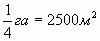 1/4 га = 2500м²